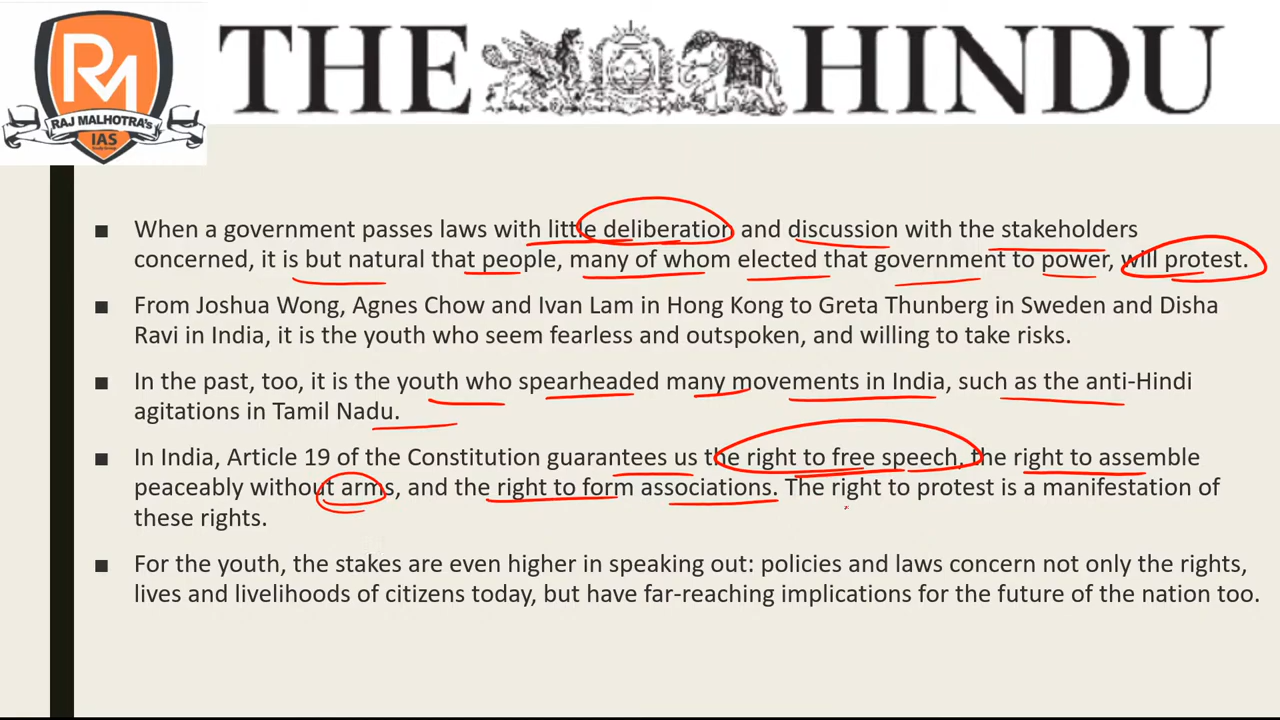 RM
RAJ MALHOTRA's
IAS
THE HINDU
■ When a government passes laws with little deliberation and discussion with the stakeholders
concerned, it is but natural that people, many of whom elected that government to power, will protest.
■ From Joshua Wong, Agnes Chow and Ivan Lam in Hong Kong to Greta Thunberg in Sweden and Disha
Ravi in India, it is the youth who seem fearless and outspoken, and willing to take risks.
■ In the past, too, it is the youth who spearheaded many movements in India, such as the anti-Hindi
agitations in Tamil Nadu.
■ In India, Article 19 of the Constitution guarantees us the right to free speech, the right to assemble
peaceably without arms, and the right to form associations. The right to protest is a manifestation of
these rights.
■ For the youth, the stakes are even higher in speaking out: policies and laws concern not only the rights,
lives and livelihoods of citizens today, but have far-reaching implications for the future of the nation too.